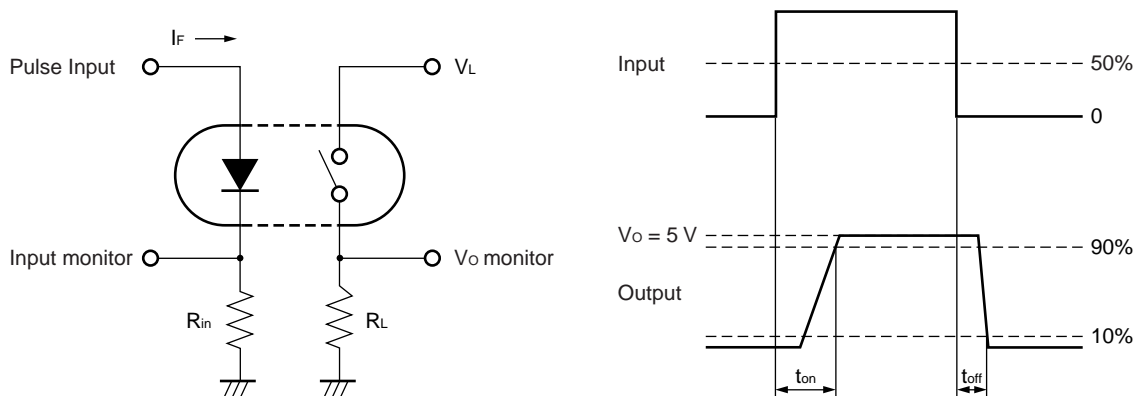 IF
Pulse Input
VL
Input monitor
VO monitor
Rin
RL
Input
50%
0
VO = 5 V
90%
Output
10%
ton
toff